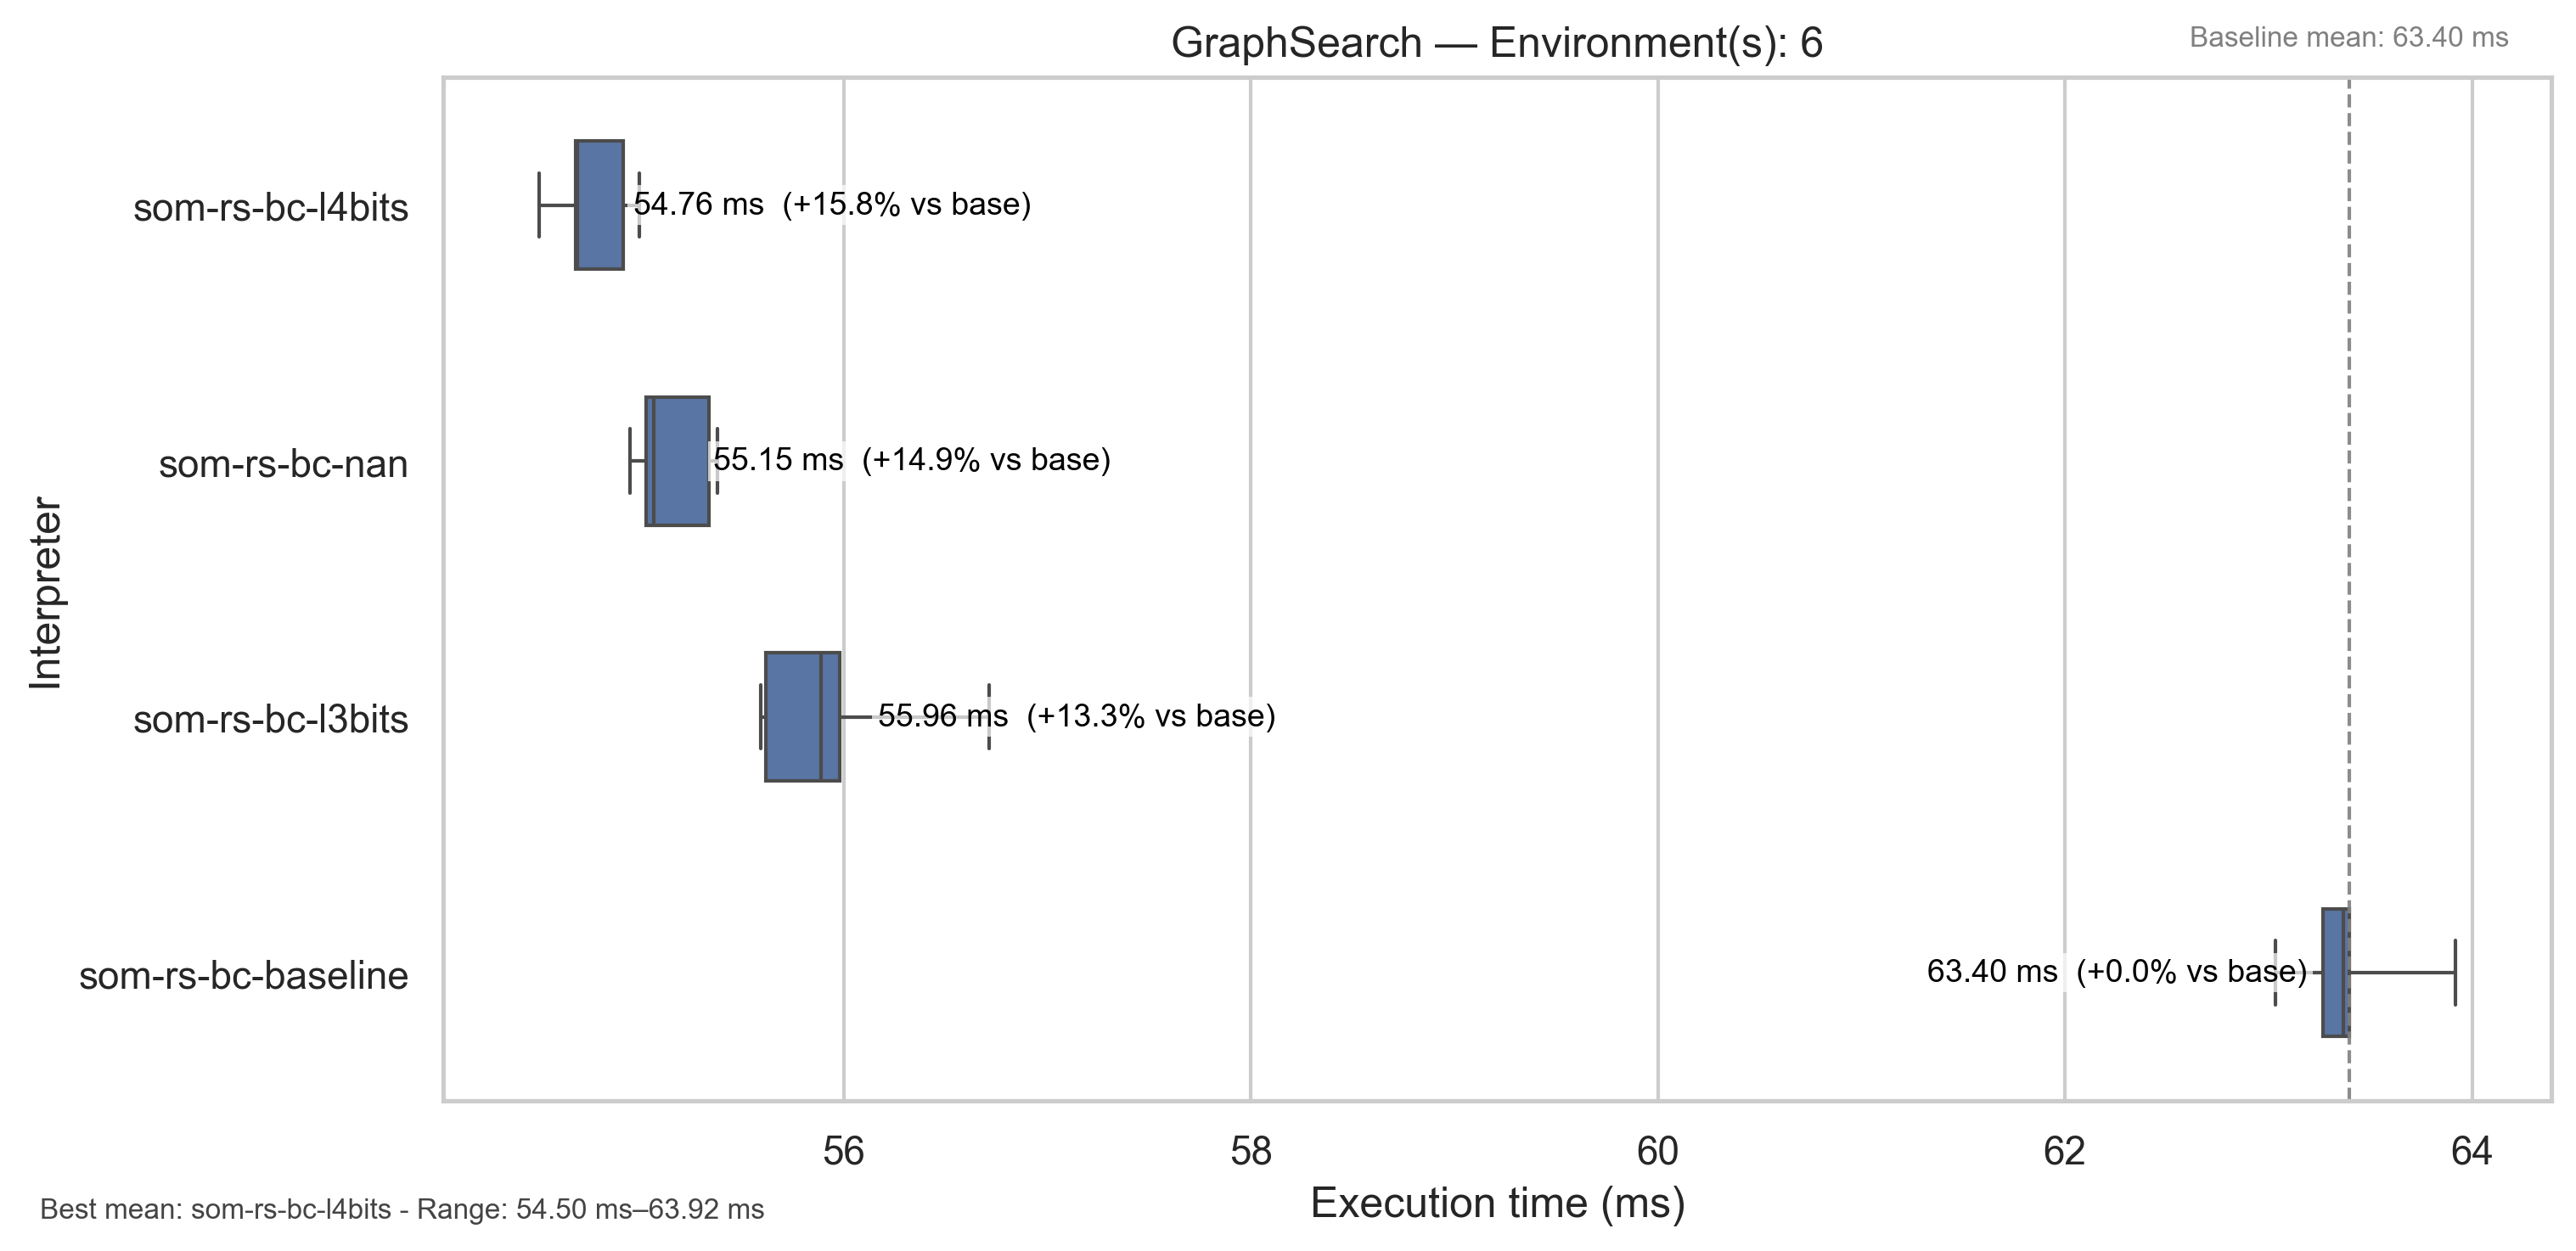 GraphSearch — Environment(s): 6
Baseline mean: 63.40 ms
Interpreter
som-rs-bc-l4bits
54.76 ms  (+15.8% vs base)
som-rs-bc-nan
55.15 ms  (+14.9% vs base)
som-rs-bc-l3bits
55.96 ms  (+13.3% vs base)
som-rs-bc-baseline
63.40 ms  (+0.0% vs base)
56 58 60 62 64
Execution time (ms)
Best mean: som-rs-bc-l4bits - Range: 54.50 ms–63.92 ms